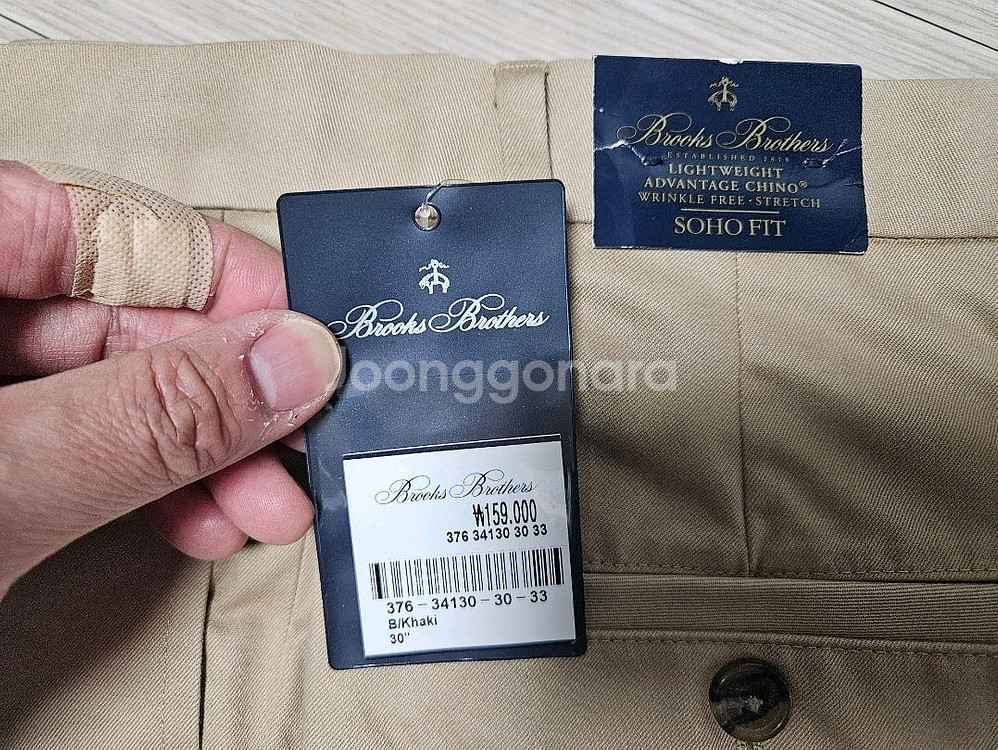 Brooks Brothers
ESTABLISHED 1818
LIGHTWEIGHT
ADVANTAGE CHINO®
WRINKLE FREE·STRETCH
SOHO FIT
Brooks Brothers
joonggonara
Brooks Brothers
₩159.000
376 34130 30 33
376 - 34130 - 30 - 33
B/Khaki
30"